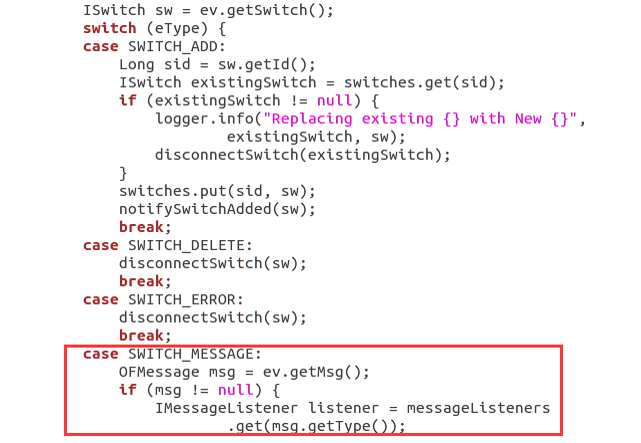 ISwitch sw = ev.getSwitch();
switch (eType) {
case SWITCH_ADD:
Long sid = sw.getId();
ISwitch existingSwitch = switches.get(sid);
if (existingSwitch != null) {
logger.info("Replacing existing {} with New {}",
existingSwitch, sw);
disconnectSwitch(existingSwitch);
}
switches.put(sid, sw);
notifySwitchAdded(sw);
break;
case SWITCH_DELETE:
disconnectSwitch(sw);
break;
case SWITCH_ERROR:
disconnectSwitch(sw);
break;
case SWITCH_MESSAGE:
OFMessage msg = ev.getMsg();
if (msg != null) {
IMessageListener listener = messageListeners
.get(msg.getType());